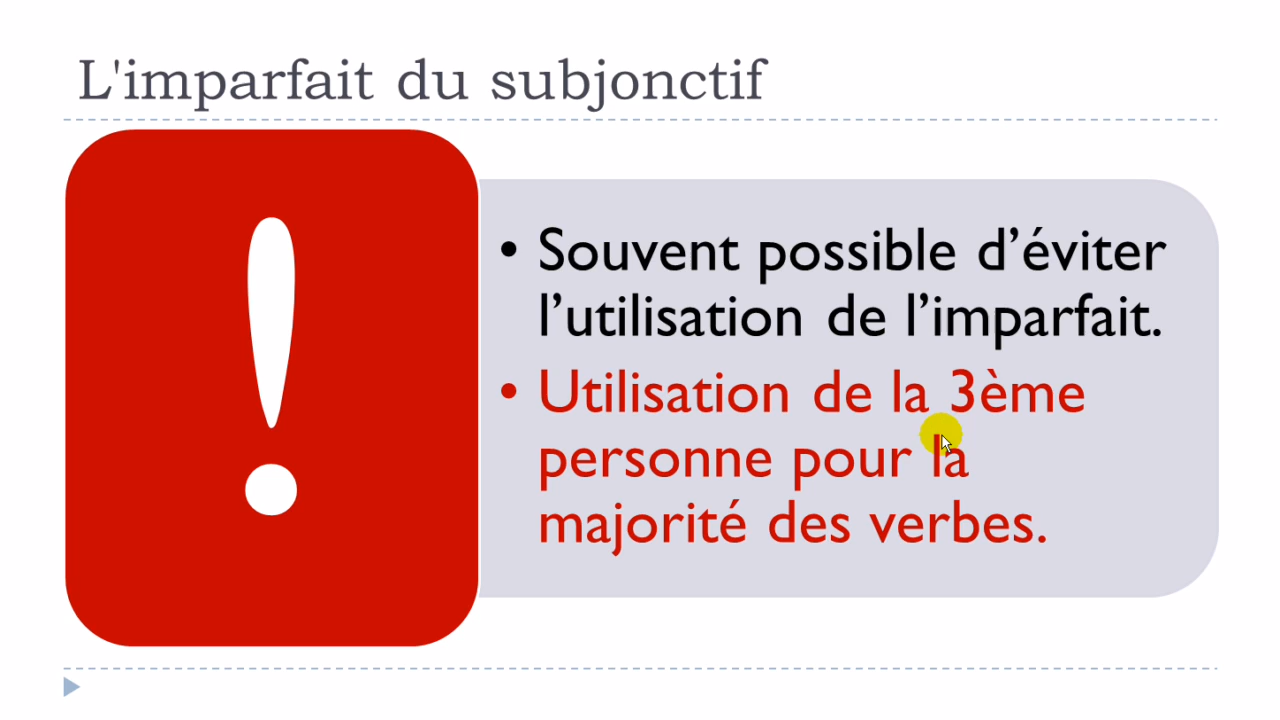 L'imparfait du subjonctif
!
• Souvent possible d’éviter
l’utilisation de l’imparfait.
• Utilisation de la 3ème
personne pour la
majorité des verbes.